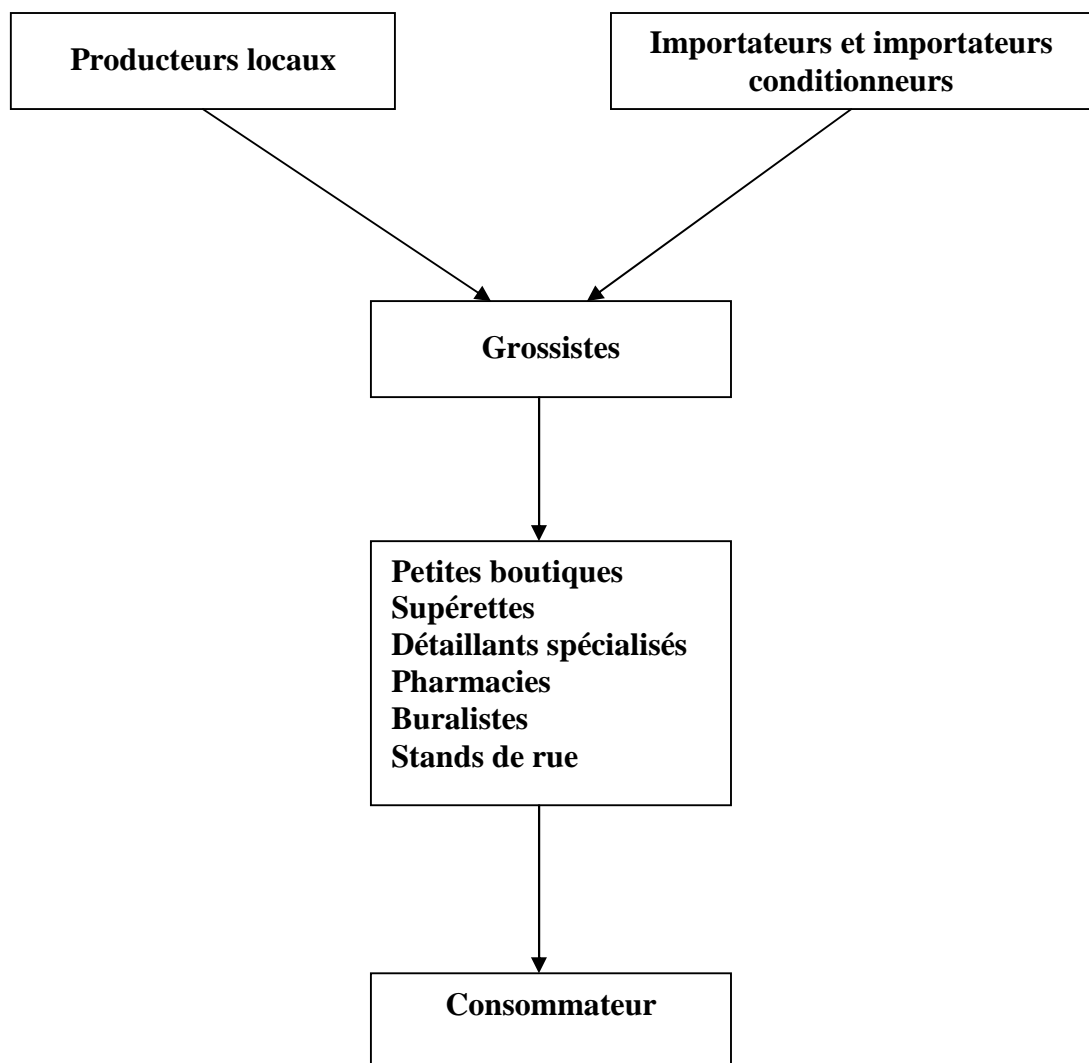 Producteurs locaux
Importateurs et importateurs
conditionneurs
Grossistes
Petites boutiques
Supérettes
Détaillants spécialisés
Pharmacies
Buralistes
Stands de rue
Consommateur